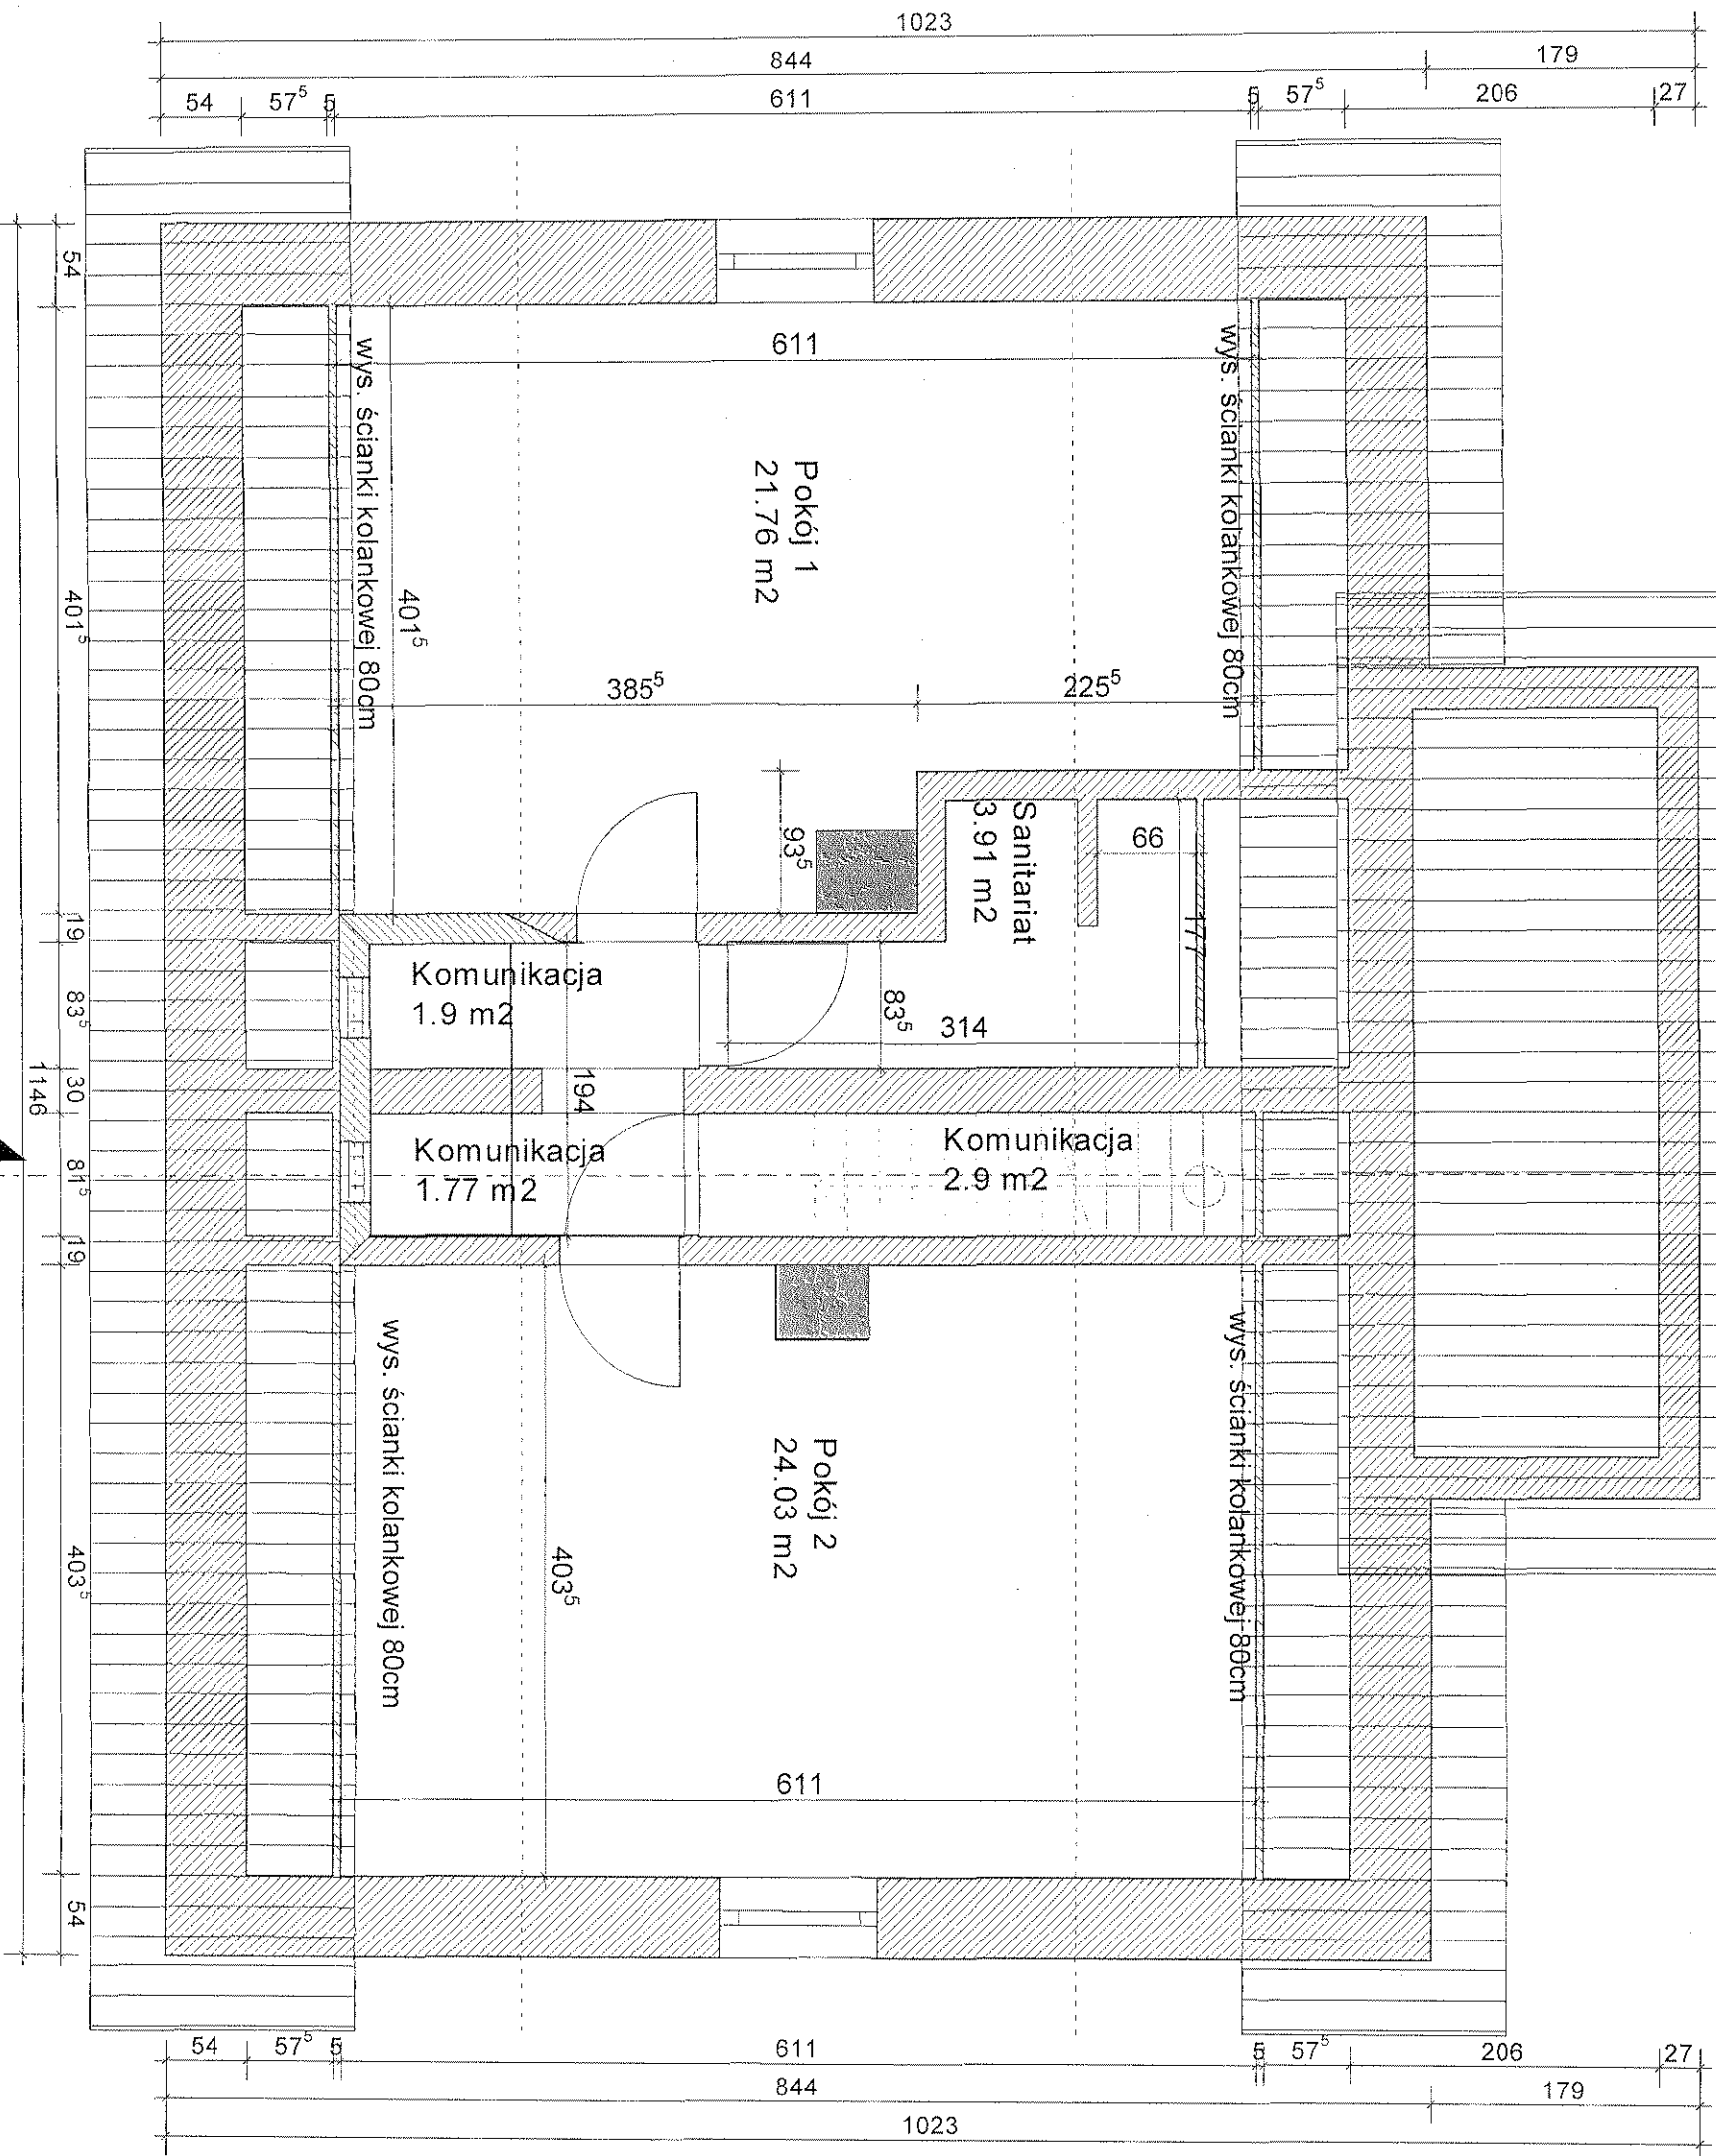 1023
844
179
54
57⁵
5
611
5
57⁵
206
27
54
401⁵
19
83⁵
30
81⁵
19
403⁵
54
1146
611
wys. ścianki kolankowej 80cm
wys. ścianki kolankowej 80cm
Pokój 1
21.76 m2
401⁵
385⁵
225⁵
93⁵
Sanitariat
3.91 m2
66
177
Komunikacja
1.9 m2
83⁵
314
194
Komunikacja
1.77 m2
Komunikacja
2.9 m2
wys. ścianki kolankowej 80cm
wys. ścianki kolankowej 80cm
Pokój 2
24.03 m2
403⁵
611
54
57⁵
5
611
5
57⁵
206
27
844
179
1023